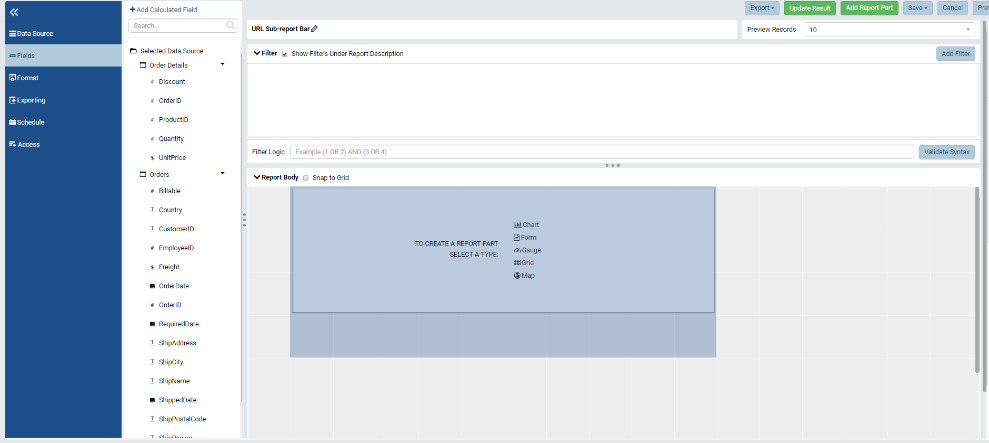 Export
Update Result
Add Report Part
Save
Cancel
Data Source
Fields
Format
Exporting
Schedule
Access
Add Calculated Field
Search...
Selected Data Source
Order Details
Discount
OrderID
ProductID
Quantity
UnitPrice
Orders
Billable
Country
CustomerID
EmployeeID
Freight
OrderDate
OrderID
RequiredDate
ShipAddress
ShipCity
ShipName
ShippedDate
ShipPostalCode
URL Sub-report Bar
Preview Records 10
Filter Show Filters Under Report Description
Add Filter
Filter Logic Example (1 OR 2) AND (3 OR 4)
Validate Syntax
Report Body Snap to Grid
TO CREATE A REPORT PART
SELECT A TYPE:
Chart
Form
Gauge
Grid
Map